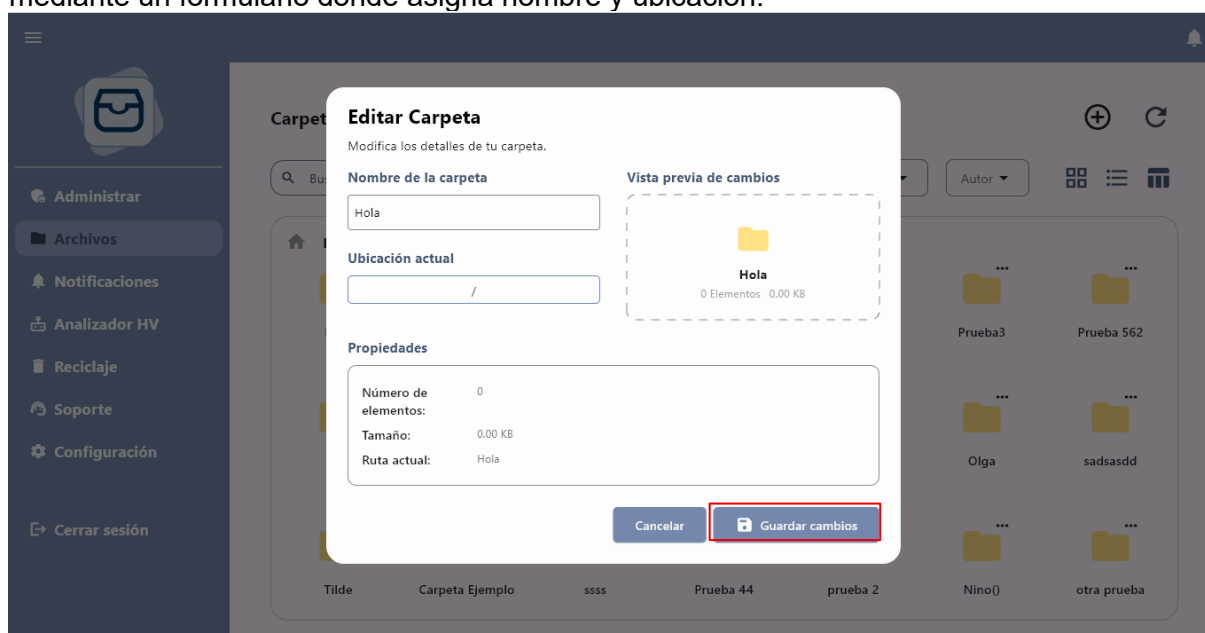 mediante un formulario donde asigna nombre y ubicación.
Carpet
Editar Carpeta
Modifica los detalles de tu carpeta.
Nombre de la carpeta
Vista previa de cambios
Bu
Autor
Administrar
Hola
Archivos
Notificaciones
Ubicación actual
Hola
/
0 Elementos 0.00 KB
Analizador HV
Prueba3
Prueba 562
Propiedades
Reciclaje
Número de
elementos:
0
Soporte
Tamaño:
0.00 KB
Configuración
Ruta actual:
Hola
Olga
sadsasdd
Cancelar
Guardar cambios
Cerrar sesión
Tilde
Carpeta Ejemplo
ssss
Prueba 44
prueba 2
Nino()
otra prueba